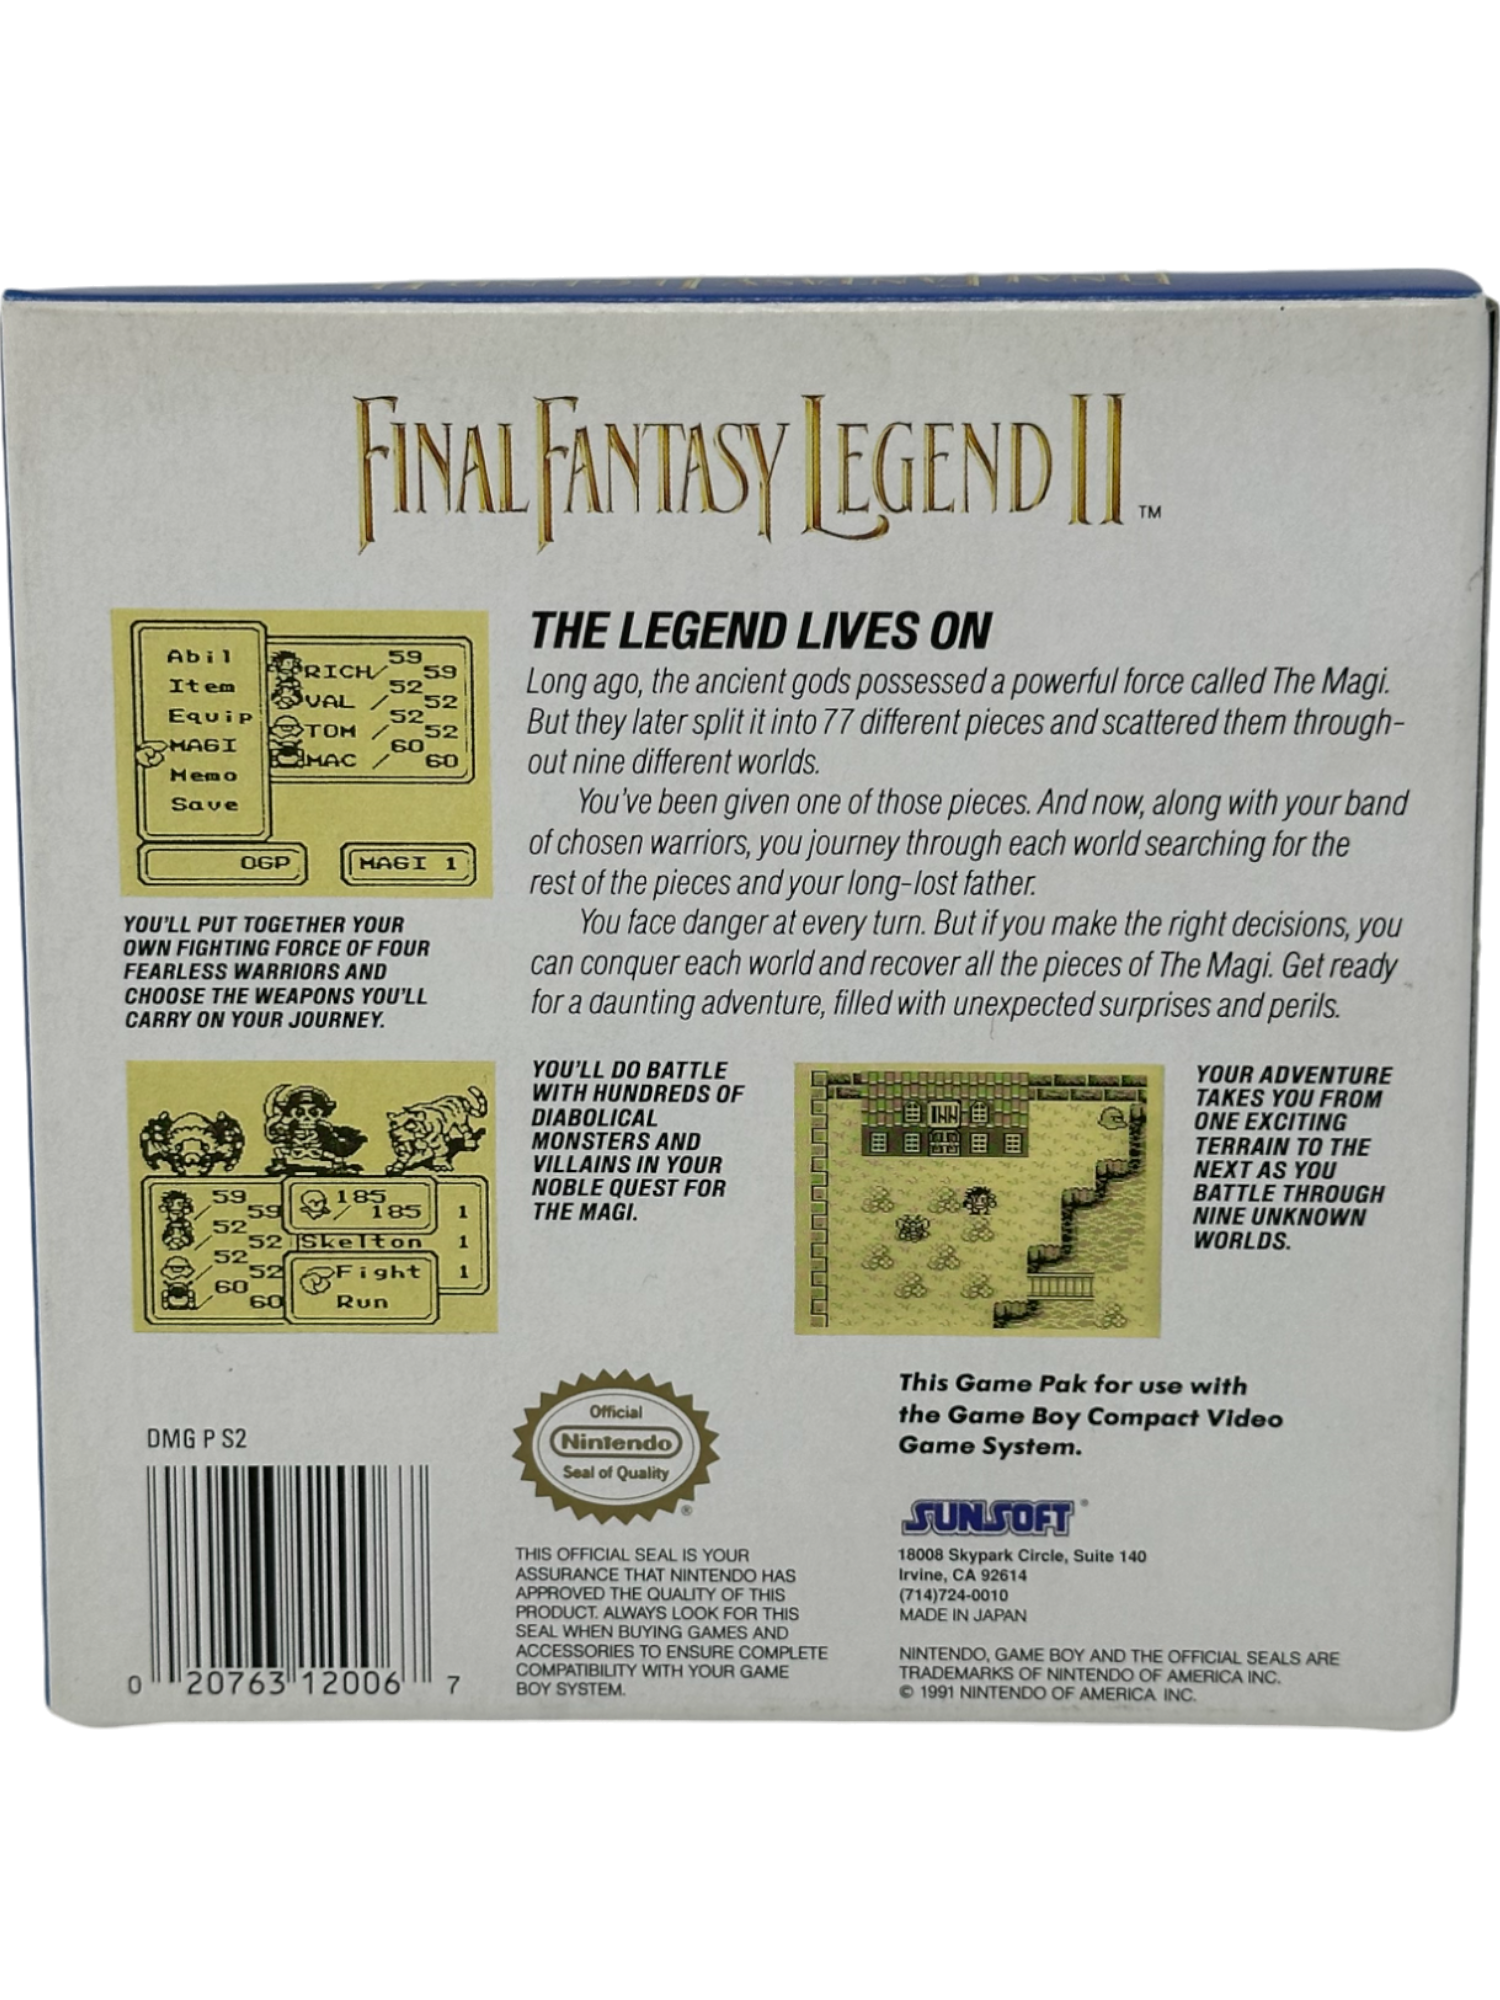 FINAL FANTASY LEGEND II
FINAL FANTASY LEGEND II™
Abil
Item
Equip
MAGI
Memo
Save
RICH/ 59 59
VAL / 52 52
TOM / 52 52
MAC / 60 60
0GP
MAGI 1
YOU'LL PUT TOGETHER YOUR
OWN FIGHTING FORCE OF FOUR
FEARLESS WARRIORS AND
CHOOSE THE WEAPONS YOU'LL
CARRY ON YOUR JOURNEY.
THE LEGEND LIVES ON
Long ago, the ancient gods possessed a powerful force called The Magi.
But they later split it into 77 different pieces and scattered them through-
out nine different worlds.
You've been given one of those pieces. And now, along with your band
of chosen warriors, you journey through each world searching for the
rest of the pieces and your long-lost father.
You face danger at every turn. But if you make the right decisions, you
can conquer each world and recover all the pieces of The Magi. Get ready
for a daunting adventure, filled with unexpected surprises and perils.
59/ 59
52/ 52
52/ 52
60/ 60
185/ 185
1
Skelton 1
Fight 1
Run
YOU'LL DO BATTLE
WITH HUNDREDS OF
DIABOLICAL
MONSTERS AND
VILLAINS IN YOUR
NOBLE QUEST FOR
THE MAGI.
INN
YOUR ADVENTURE
TAKES YOU FROM
ONE EXCITING
TERRAIN TO THE
NEXT AS YOU
BATTLE THROUGH
NINE UNKNOWN
WORLDS.
DMG P S2
0 20763 12006 7
Official
Nintendo
Seal of Quality
®
THIS OFFICIAL SEAL IS YOUR
ASSURANCE THAT NINTENDO HAS
APPROVED THE QUALITY OF THIS
PRODUCT. ALWAYS LOOK FOR THIS
SEAL WHEN BUYING GAMES AND
ACCESSORIES TO ENSURE COMPLETE
COMPATIBILITY WITH YOUR GAME
BOY SYSTEM.
This Game Pak for use with
the Game Boy Compact Video
Game System.
SUNSOFT®
18008 Skypark Circle, Suite 140
Irvine, CA 92614
(714)724-0010
MADE IN JAPAN
NINTENDO, GAME BOY AND THE OFFICIAL SEALS ARE
TRADEMARKS OF NINTENDO OF AMERICA INC.
© 1991 NINTENDO OF AMERICA INC.